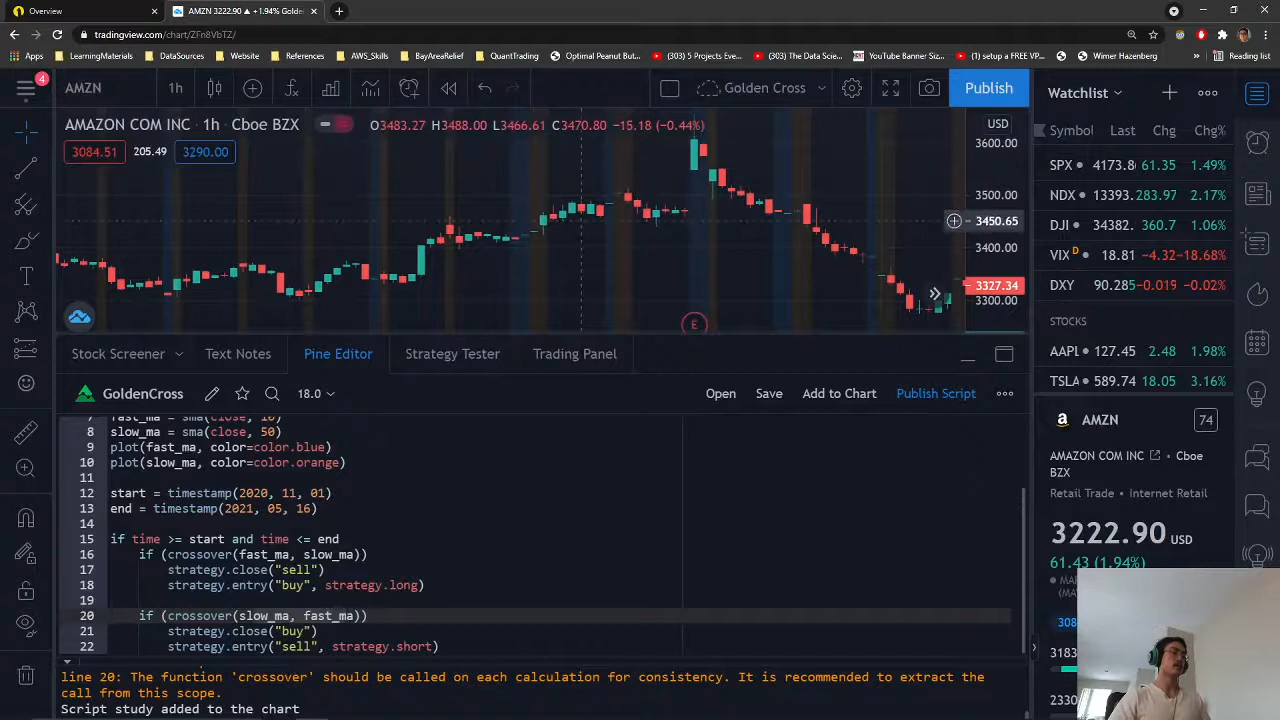 Overview
AMZN 3222.90 ▲ +1.94% Golde
tradingview.com/chart/ZFn8VbTZ/
Apps
Databases
Website
References
AWS_Skills
BayAreaRelief
QuantTrading
Optimal Peanut But...
(303) 5 Projects Eve...
(303) The Data Scie...
YouTube Banner Siz...
(1) setup a FREE VP...
Wimer Hazenberg
»
Reading list
4
AMZN
1h
Golden Cross
Publish
Watchlist
AMAZON COM INC · 1h · Cboe BZX
O3483.27 H3488.00 L3466.61 C3470.80 −15.18 (−0.44%)
USD
3084.51 205.49 3290.00
3600.00
3500.00
3450.65
3400.00
3327.34
3300.00
E
Symbol Last Chg Chg%
SPX 4173.8 61.35 1.49%
NDX 13393. 283.97 2.17%
DJI 34382. 360.7 1.06%
VIX D 18.81 −4.32 −18.68%
DXY 90.285 −0.019 −0.02%
STOCKS
AAPL 127.45 2.48 1.98%
TSLA 589.74 18.05 3.16%
AMZN
74
AMAZON COM INC Cboe
BZX
Retail Trade • Internet Retail
3222.90 USD
61.43 (1.94%)
Stock Screener
Text Notes
Pine Editor
Strategy Tester
Trading Panel
GoldenCross
18.0
Open
Save
Add to Chart
Publish Script
7 fast_ma = sma(close, 10)
8 slow_ma = sma(close, 50)
9 plot(fast_ma, color=color.blue)
10 plot(slow_ma, color=color.orange)
11
12 start = timestamp(2020, 11, 01)
13 end = timestamp(2021, 05, 16)
14
15 if time >= start and time <= end
16 if (crossover(fast_ma, slow_ma))
17 strategy.close("sell")
18 strategy.entry("buy", strategy.long)
19
20 if (crossover(slow_ma, fast_ma))
21 strategy.close("buy")
22 strategy.entry("sell", strategy.short)
line 20: The function 'crossover' should be called on each calculation for consistency. It is recommended to extract the
call from this scope.
Script study added to the chart